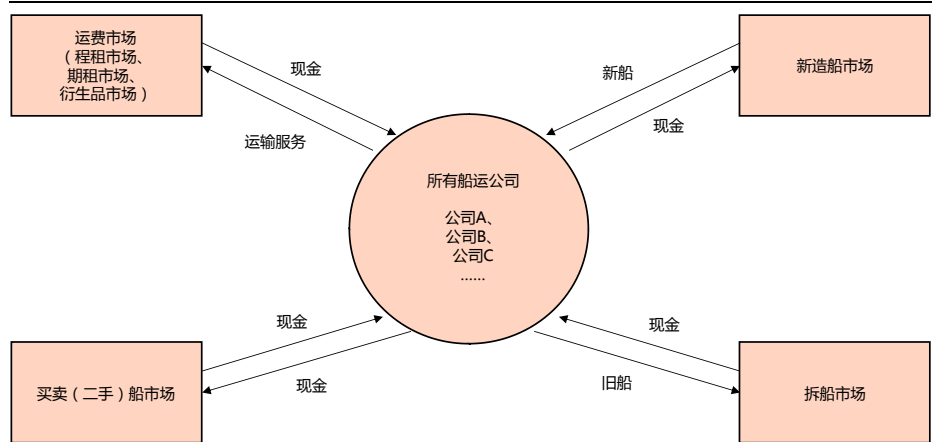 运费市场
（程租市场、
期租市场、
衍生品市场）
现金
运输服务
新船
现金
新造船市场
所有船运公司
公司A、
公司B、
公司C
......
现金
现金
买卖（二手）船市场
现金
旧船
拆船市场